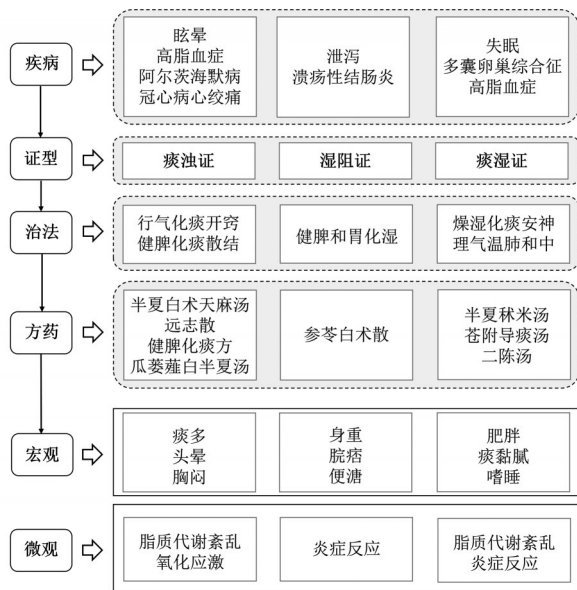 疾病
眩晕
高脂血症
阿尔茨海默病
冠心病心绞痛
泄泻
溃疡性结肠炎
失眠
多囊卵巢综合征
高脂血症
证型
痰浊证
湿阻证
痰湿证
治法
行气化痰开窍
健脾化痰散结
健脾和胃化湿
燥湿化痰安神
理气温肺和中
方药
半夏白术天麻汤
远志散
健脾化痰方
瓜蒌薤白半夏汤
参苓白术散
半夏秫米汤
苍附导痰汤
二陈汤
宏观
痰多
头晕
胸闷
身重
脘痞
便溏
肥胖
痰黏腻
嗜睡
微观
脂质代谢紊乱
氧化应激
炎症反应
脂质代谢紊乱
炎症反应